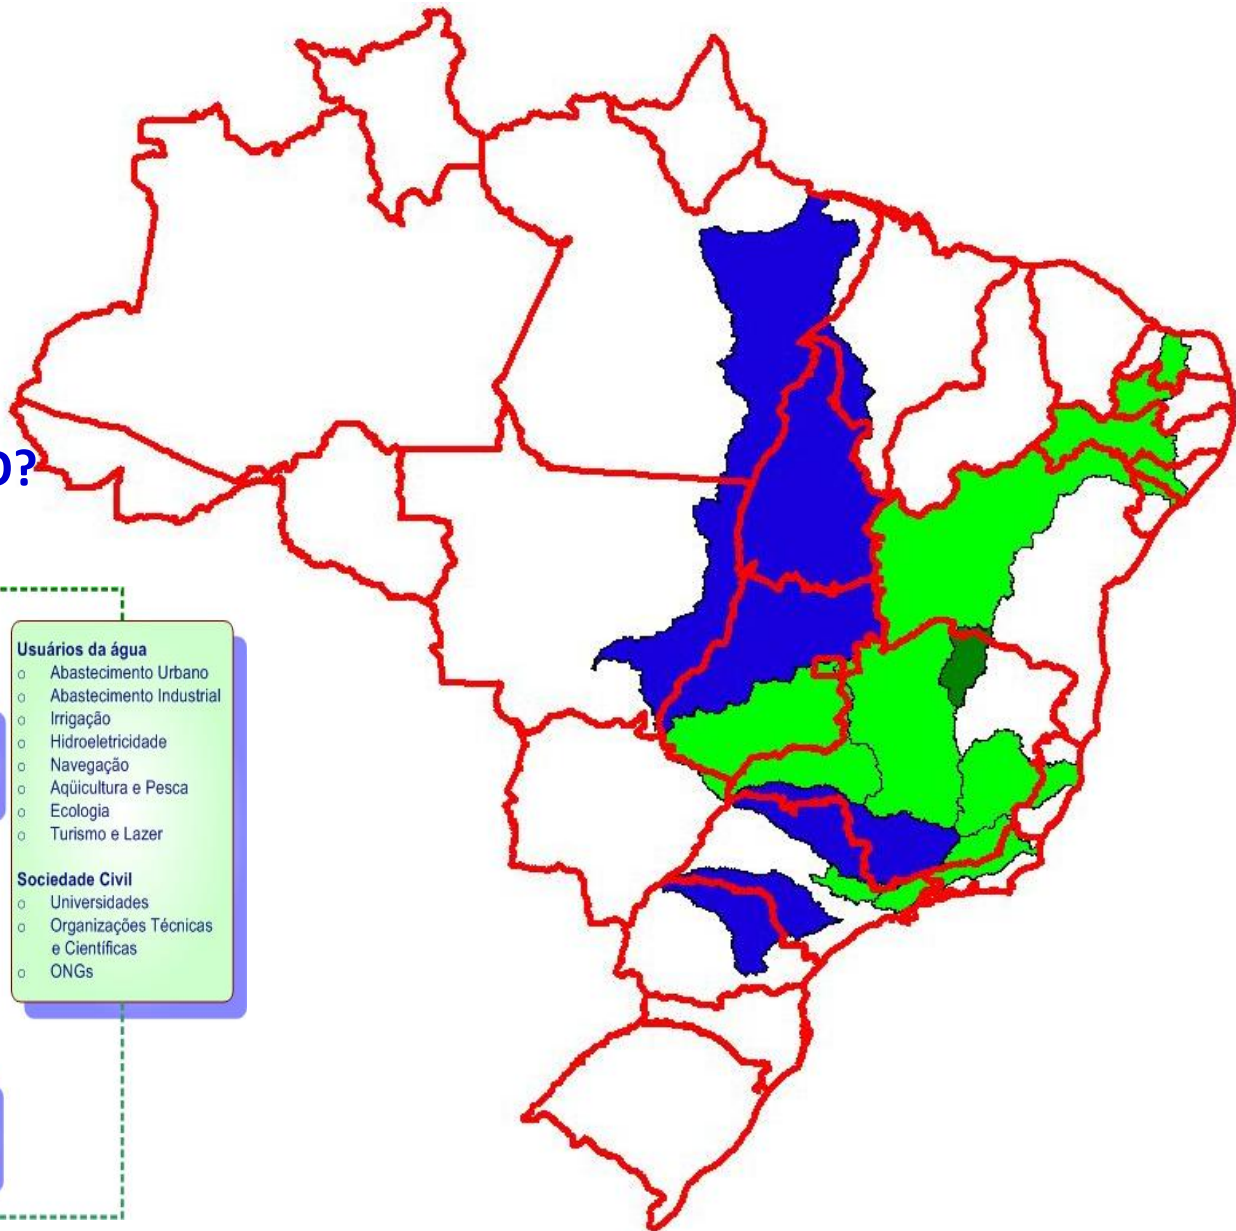 O?
Usuários da água
o Abastecimento Urbano
o Abastecimento Industrial
o Irrigação
o Hidroeletricidade
o Navegação
o Aqüicultura e Pesca
o Ecologia
o Turismo e Lazer
Sociedade Civil
o Universidades
o Organizações Técnicas
e Científicas
o ONGs